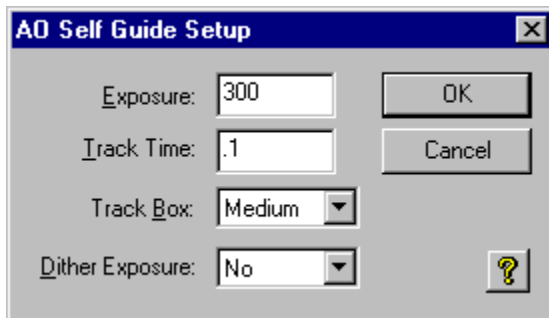 AO Self Guide Setup
Exposure: 300 OK
Track Time: .1 Cancel
Track Box: Medium
Dither Exposure: No